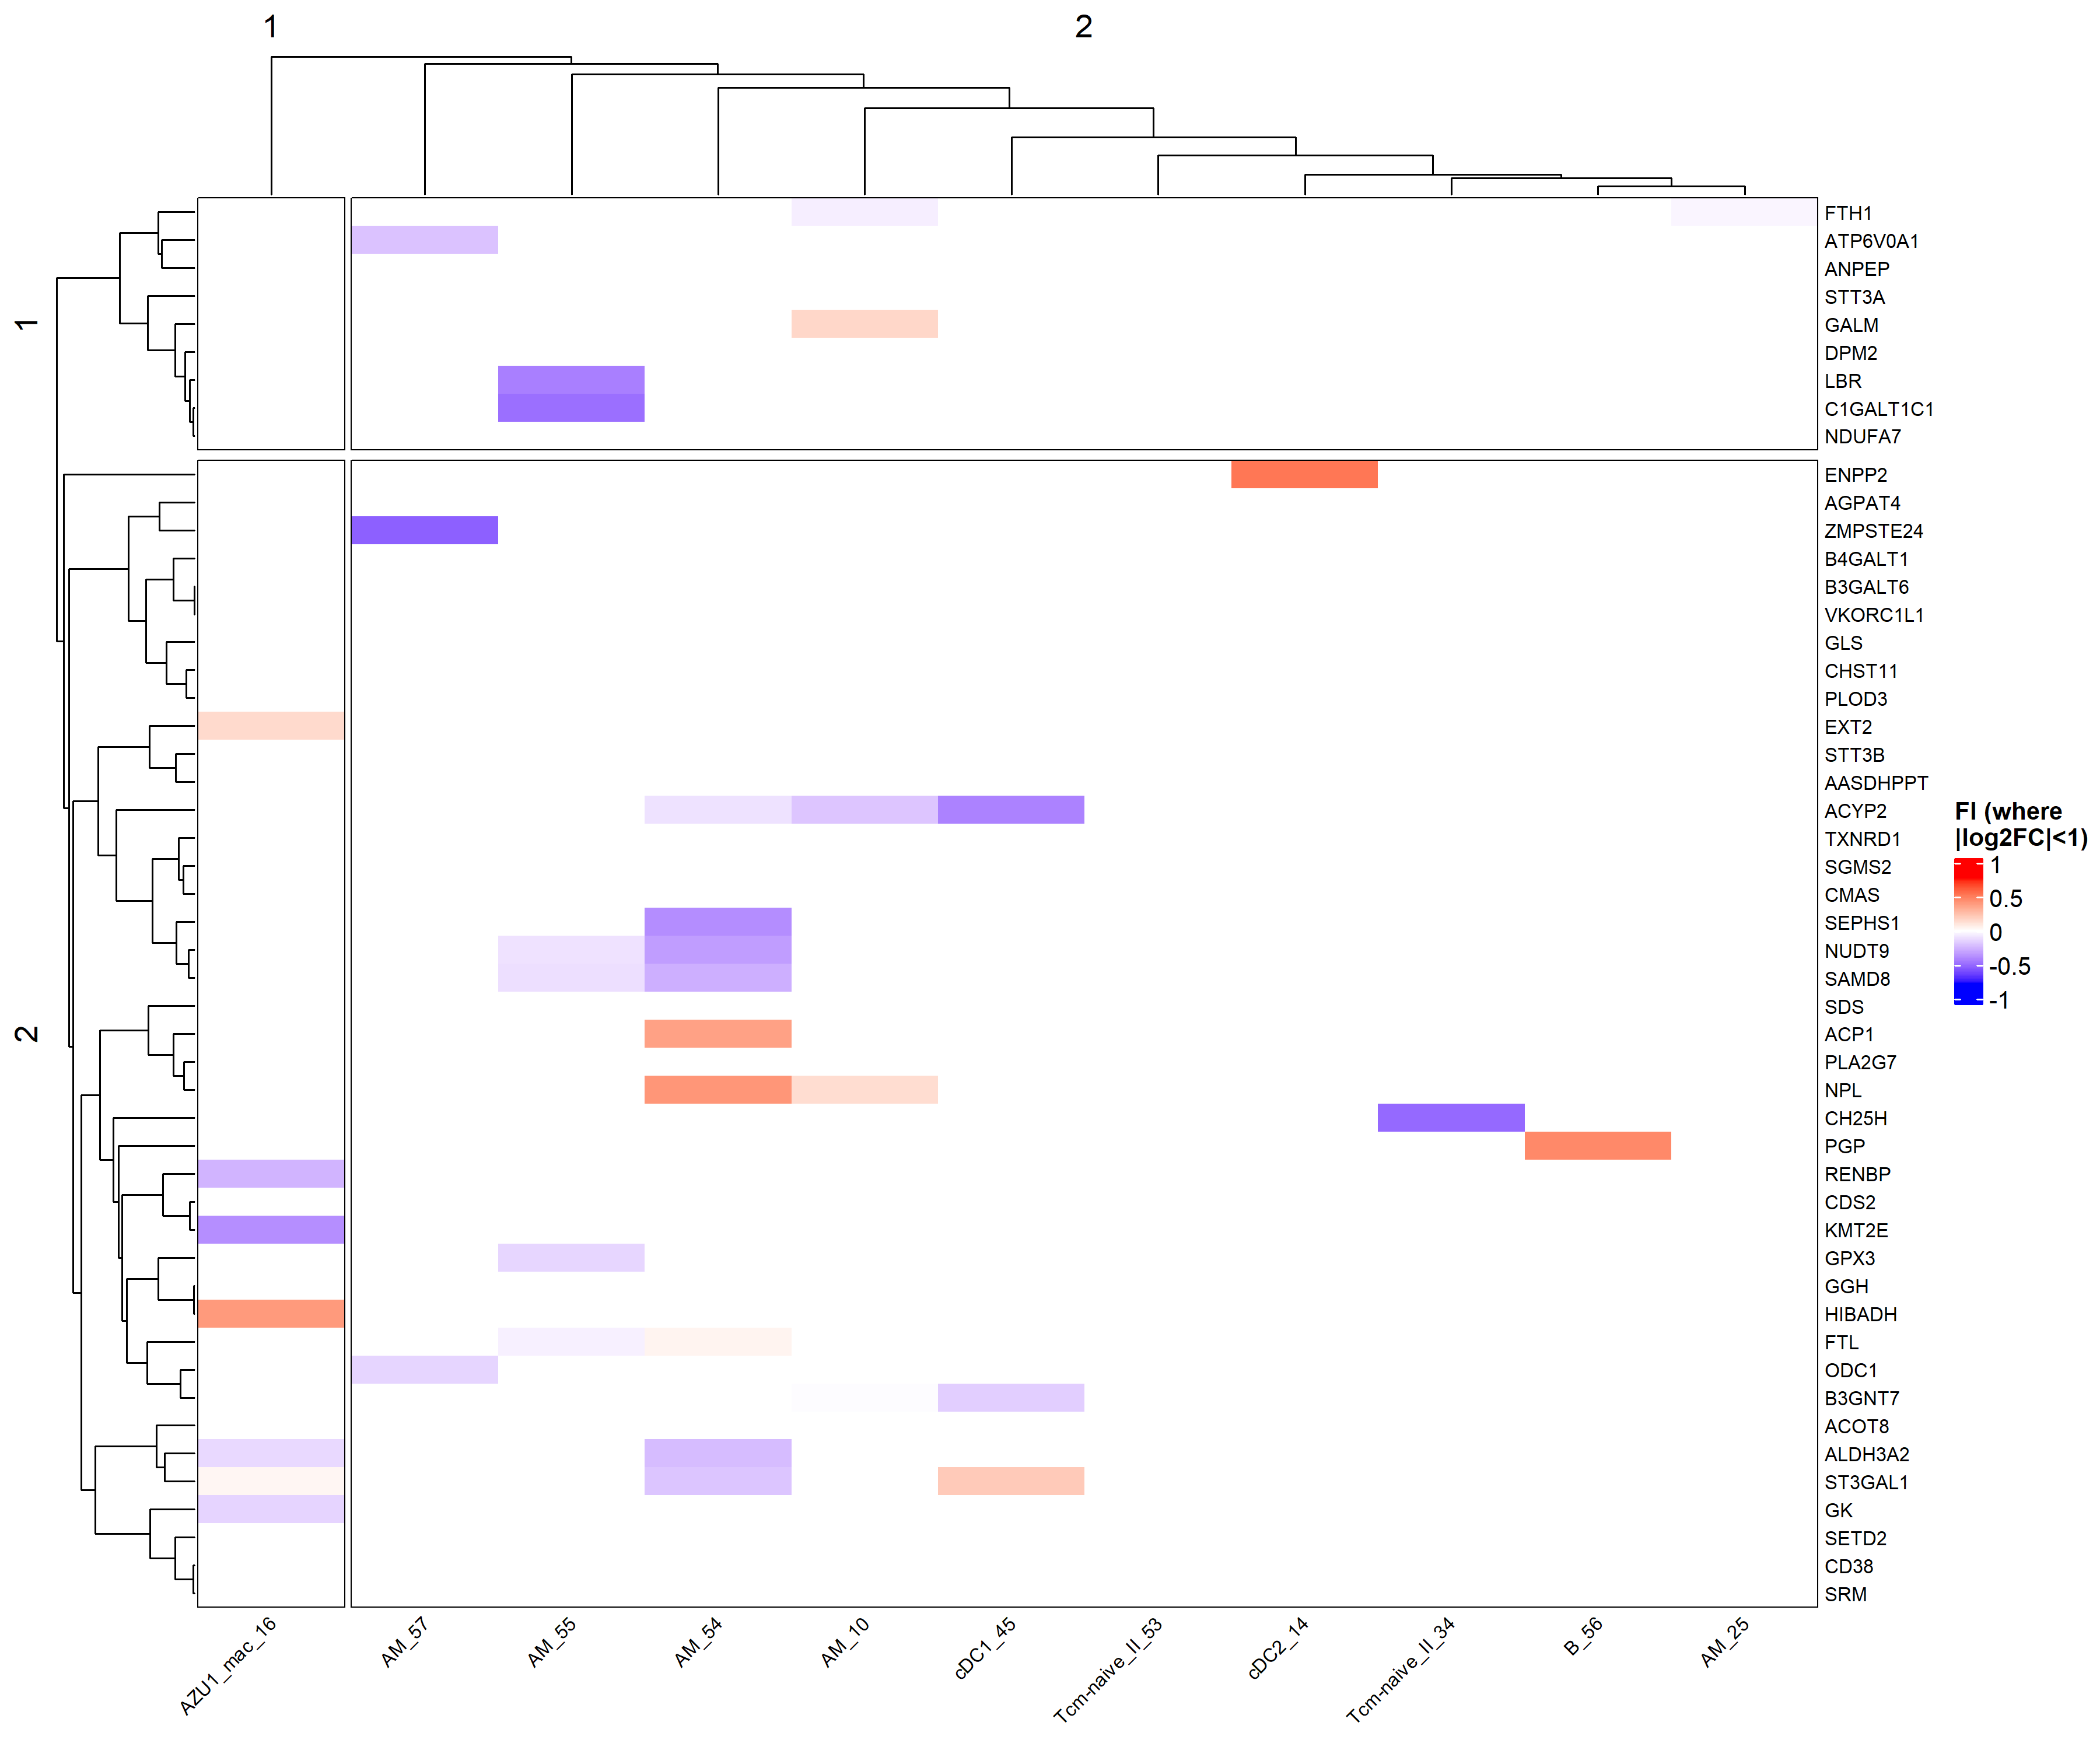 1
2
1
2
FTH1
ATP6V0A1
ANPEP
STT3A
GALM
DPM2
LBR
C1GALT1C1
NDUFA7
ENPP2
AGPAT4
ZMPSTE24
B4GALT1
B3GALT6
VKORC1L1
GLS
CHST11
PLOD3
EXT2
STT3B
AASDHPPT
ACYP2
TXNRD1
SGMS2
CMAS
SEPHS1
NUDT9
SAMD8
SDS
ACP1
PLA2G7
NPL
CH25H
PGP
RENBP
CDS2
KMT2E
GPX3
GGH
HIBADH
FTL
ODC1
B3GNT7
ACOT8
ALDH3A2
ST3GAL1
GK
SETD2
CD38
SRM
AZU1_mac_16
AM_57
AM_55
AM_54
AM_10
cDC1_45
Tcm-naive_II_53
cDC2_14
Tcm-naive_II_34
B_56
AM_25
FI (where
|log2FC|<1)
1
0.5
0
-0.5
-1